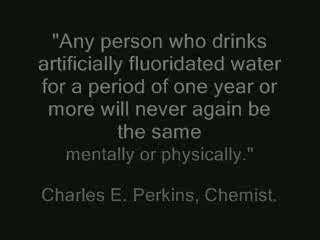 "Any person who drinks
artificially fluoridated water
for a period of one year or
more will never again be
the same
mentally or physically."
Charles E. Perkins, Chemist.